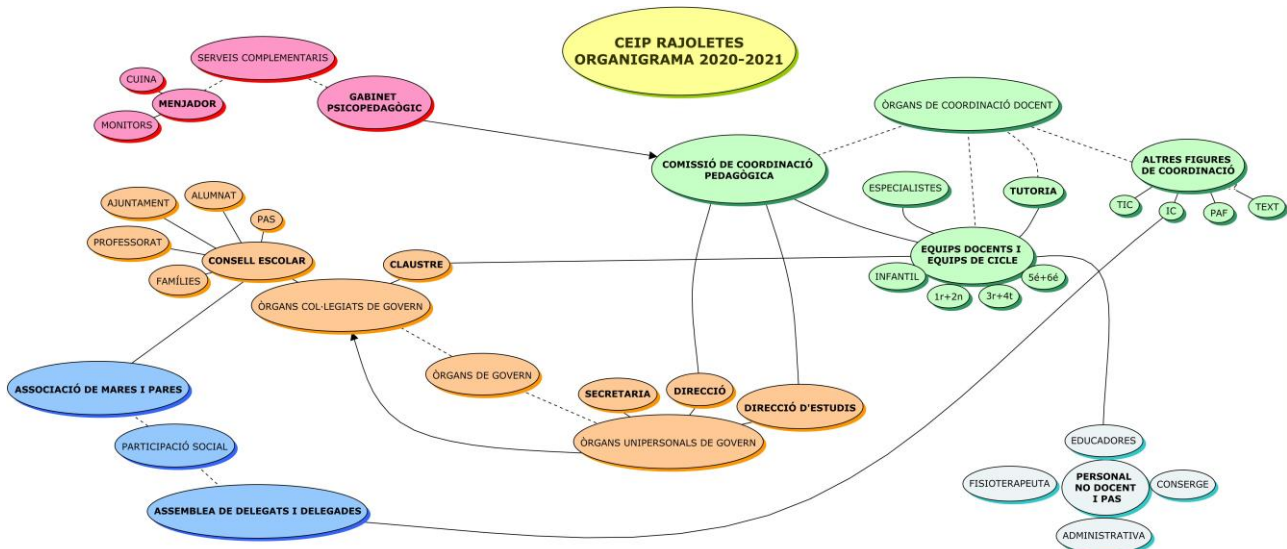 CEIP RAJOLETES
ORGANIGRAMA 2020-2021
SERVEIS COMPLEMENTARIS
CUINA
MENJADOR
MONITORS
GABINET
PSICOPEDAGÒGIC
ÒRGANS DE COORDINACIÓ DOCENT
COMISSIÓ DE COORDINACIÓ
PEDAGÒGICA
ALTRES FIGURES
DE COORDINACIÓ
ESPECIALISTES
TUTORIA
TIC
IC
PAF
TEXT
EQUIPS DOCENTS I
EQUIPS DE CICLE
INFANTIL
1r+2n
3r+4t
5é+6é
AJUNTAMENT
ALUMNAT
PAS
PROFESSORAT
CONSELL ESCOLAR
FAMÍLIES
CLAUSTRE
ÒRGANS COL·LEGIATS DE GOVERN
ÒRGANS DE GOVERN
SECRETARIA
DIRECCIÓ
DIRECCIÓ D'ESTUDIS
ÒRGANS UNIPERSONALS DE GOVERN
ASSOCIACIÓ DE MARES I PARES
PARTICIPACIÓ SOCIAL
ASSEMBLEA DE DELEGATS I DELEGADES
EDUCADORES
FISIOTERAPEUTA
PERSONAL
NO DOCENT
I PAS
CONSERGE
ADMINISTRATIVA